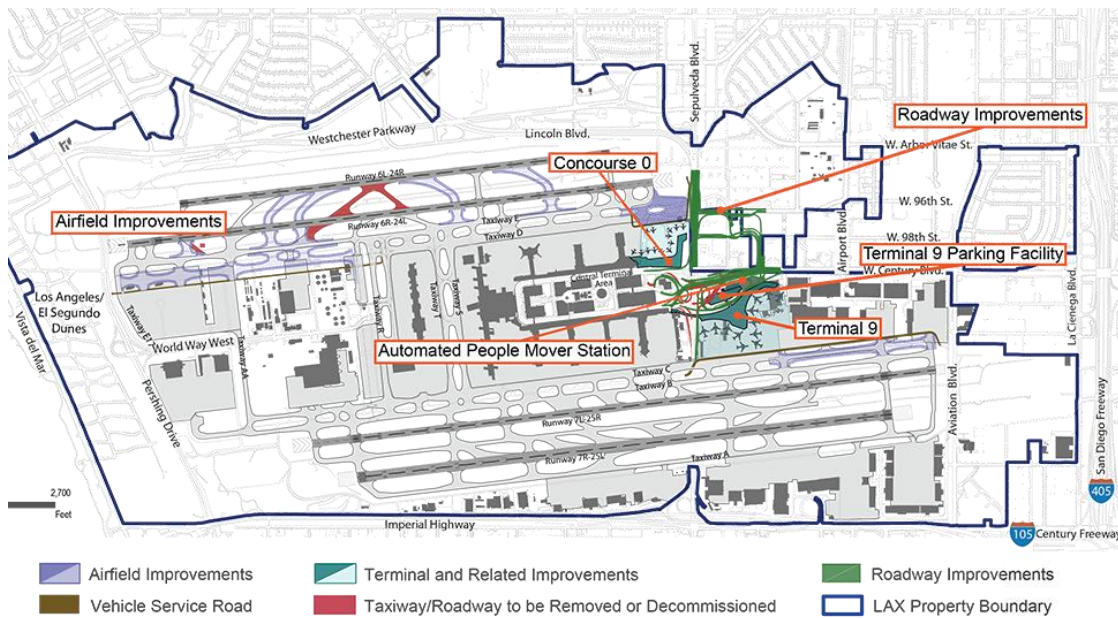 Sepulveda Blvd.
Roadway Improvements
Westchester Parkway
Lincoln Blvd.
W. Arbor Vitae St.
Concourse 0
Runway 6L-24R
W. 96th St.
Airfield Improvements
Runway 6R-24L
Taxiway E
Taxiway D
Airport Blvd.
W. 98th St.
Terminal 9 Parking Facility
W. Century Blvd.
Central Terminal
Area
Los Angeles/
El Segundo
Dunes
Taxiway R
Taxiway S
Terminal 9
La Cienega Blvd.
Vista del Mar
World Way West
Automated People Mover Station
Taxiway AA
Taxiway C
Taxiway B
Pershing Drive
Aviation Blvd.
Runway 7L-25R
Runway 7R-25L
Taxiway A
San Diego Freeway
2,700
Feet
405
Imperial Highway
105
Century Freeway
Airfield Improvements
Terminal and Related Improvements
Roadway Improvements
Vehicle Service Road
Taxiway/Roadway to be Removed or Decommissioned
LAX Property Boundary